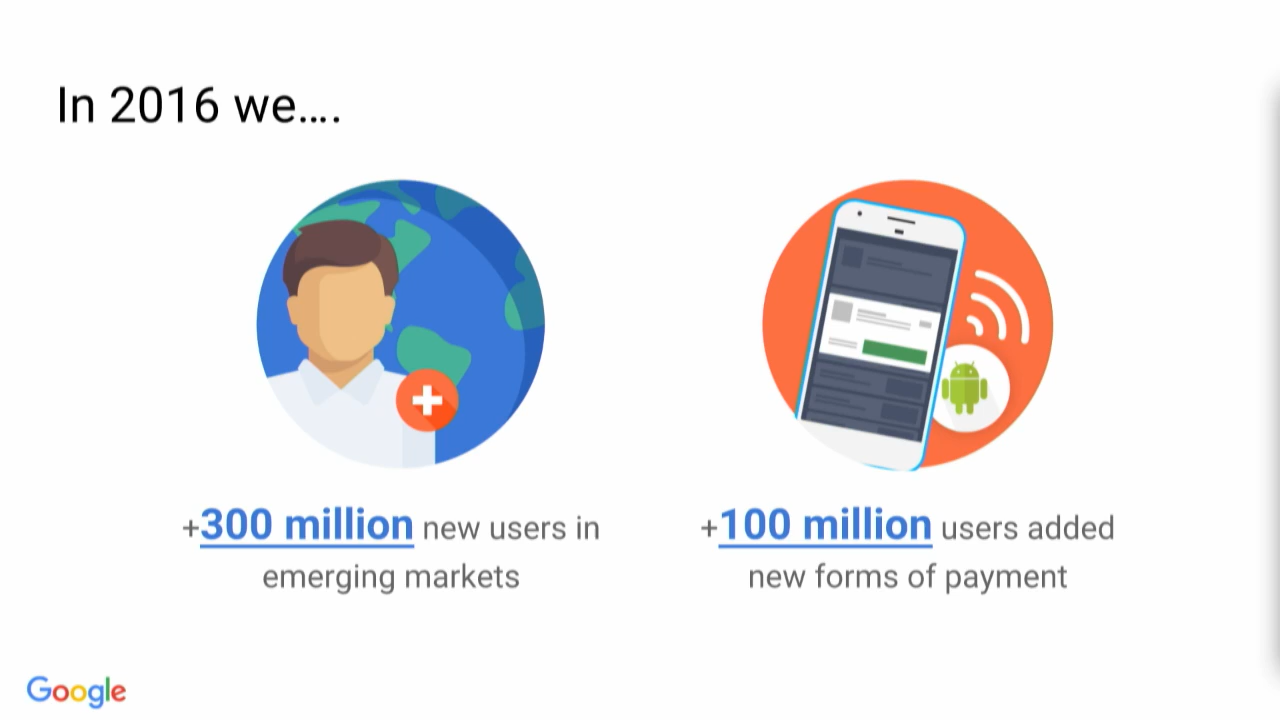 In 2016 we....
+300 million new users in
emerging markets
+100 million users added
new forms of payment
Google